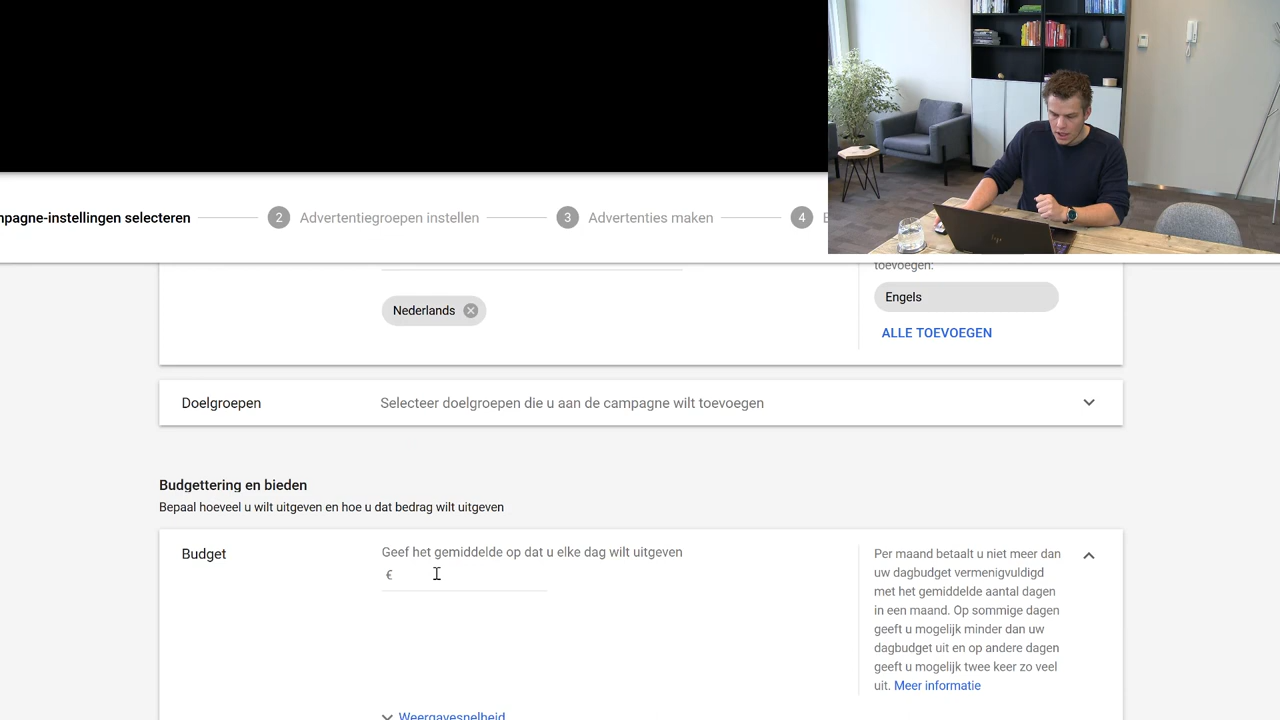 mpagne-instellingen selecteren
2 Advertentiegroepen instellen
3 Advertenties maken
4
toevoegen:
Nederlands
Engels
ALLE TOEVOEGEN
Doelgroepen
Selecteer doelgroepen die u aan de campagne wilt toevoegen
Budgettering en bieden
Bepaal hoeveel u wilt uitgeven en hoe u dat bedrag wilt uitgeven
Budget
Geef het gemiddelde op dat u elke dag wilt uitgeven
€
Per maand betaalt u niet meer dan
uw dagbudget vermenigvuldigd
met het gemiddelde aantal dagen
in een maand. Op sommige dagen
geeft u mogelijk minder dan uw
dagbudget uit en op andere dagen
geeft u mogelijk twee keer zo veel
uit. Meer informatie
Weergavesnelheid